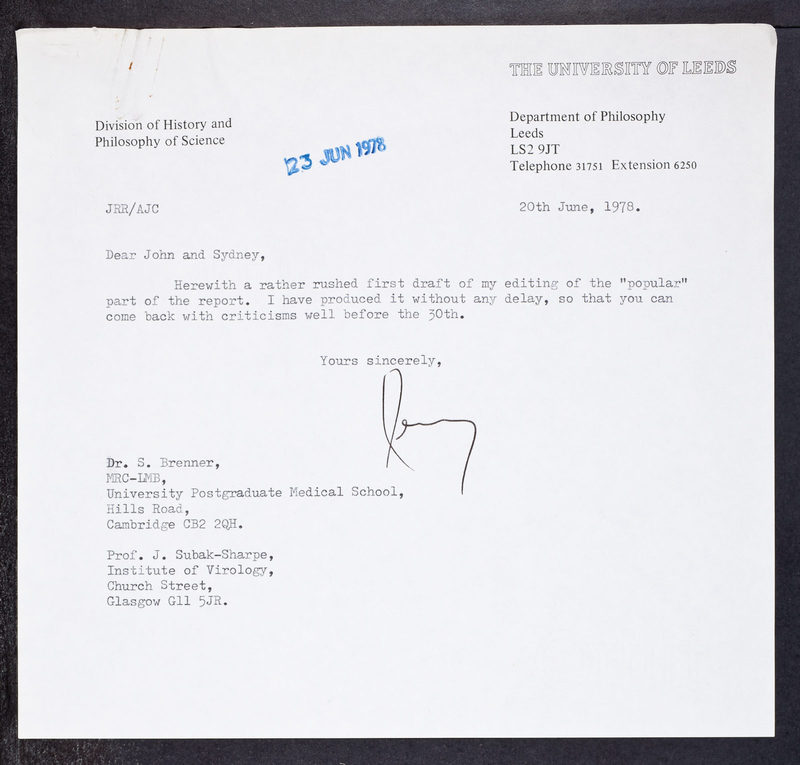 THE UNIVERSITY OF LEEDS
Division of History and
Philosophy of Science
23 JUN 1978
Department of Philosophy
Leeds
LS2 9JT
Telephone 31751 Extension 6250
JRR/AJC
20th June, 1978.
Dear John and Sydney,
Herewith a rather rushed first draft of my editing of the "popular"
part of the report. I have produced it without any delay, so that you can
come back with criticisms well before the 30th.
Yours sincerely,
Dr. S. Brenner,
MRC-LMB,
University Postgraduate Medical School,
Hills Road,
Cambridge CB2 2QH.
Prof. J. Subak-Sharpe,
Institute of Virology,
Church Street,
Glasgow G11 5JR.